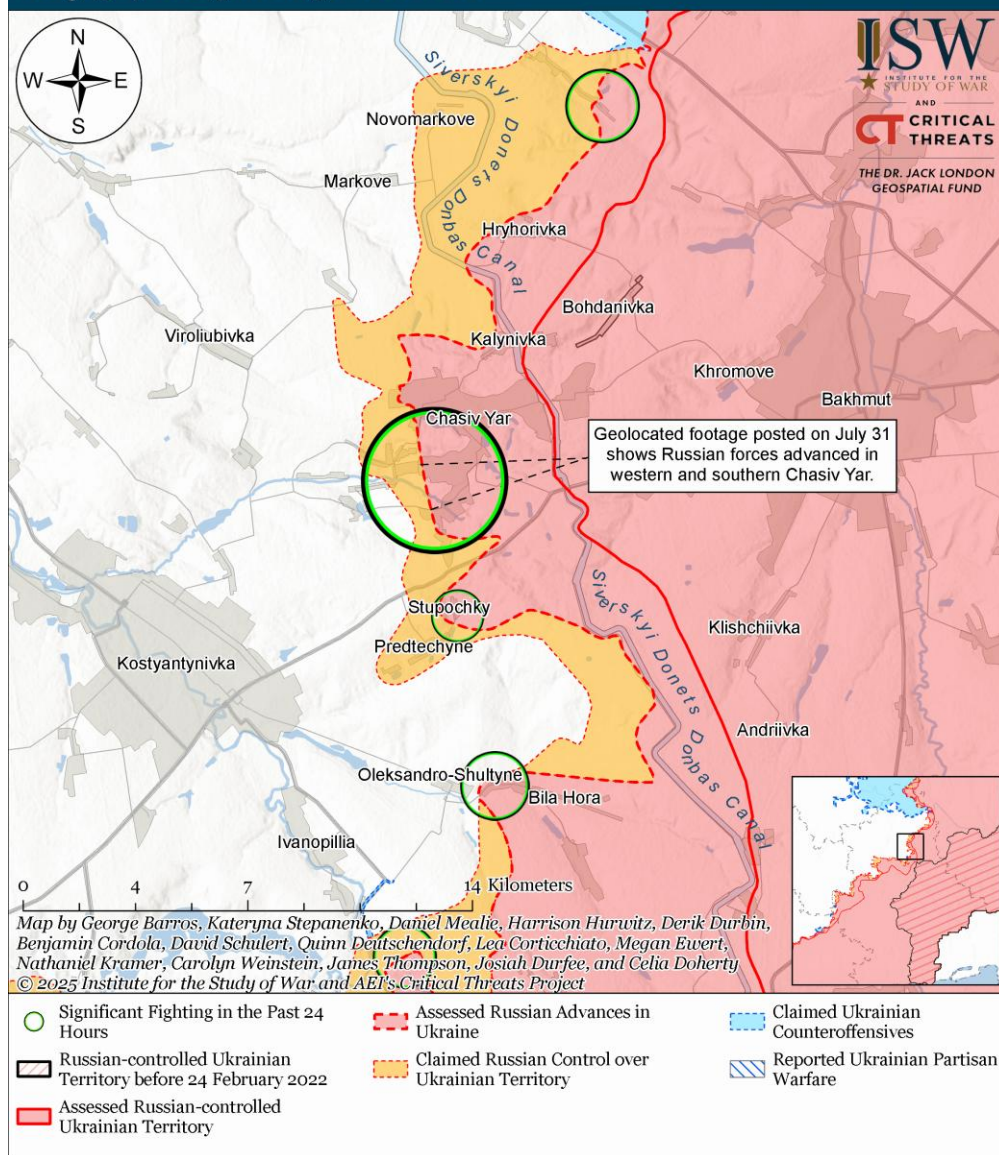 N
W E
S
ISW
INSTITUTE FOR THE
STUDY OF WAR
AND
CT CRITICAL
THREATS
THE DR. JACK LONDON
GEOSPATIAL FUND
Siverskyi Donets Donbas Canal
Novomarkove
Markove
Hryhorivka
Bohdanivka
Viroliubivka
Kalynivka
Khromove
Bakhmut
Chasiv Yar
Geolocated footage posted on July 31
shows Russian forces advanced in
western and southern Chasiv Yar.
Siverskyi Donets Donbas Canal
Stupochky
Klishchiivka
Predtechyne
Kostyantynivka
Andriivka
Oleksandro-Shultyne
Bila Hora
Ivanopillia
0 4 7 14 Kilometers
Map by George Barros, Kateryna Stepanenko, Daniel Mealie, Harrison Hurwitz, Derik Durbin,
Benjamin Cordola, David Schulert, Quinn Deutschendorf, Lea Corticchiato, Megan Ewert,
Nathaniel Kramer, Carolyn Weinstein, James Thompson, Josiah Durfee, and Celia Doherty
© 2025 Institute for the Study of War and AEI's Critical Threats Project
Significant Fighting in the Past 24
Hours
Russian-controlled Ukrainian
Territory before 24 February 2022
Assessed Russian-controlled
Ukrainian Territory
Assessed Russian Advances in
Ukraine
Claimed Russian Control over
Ukrainian Territory
Claimed Ukrainian
Counteroffensives
Reported Ukrainian Partisan
Warfare